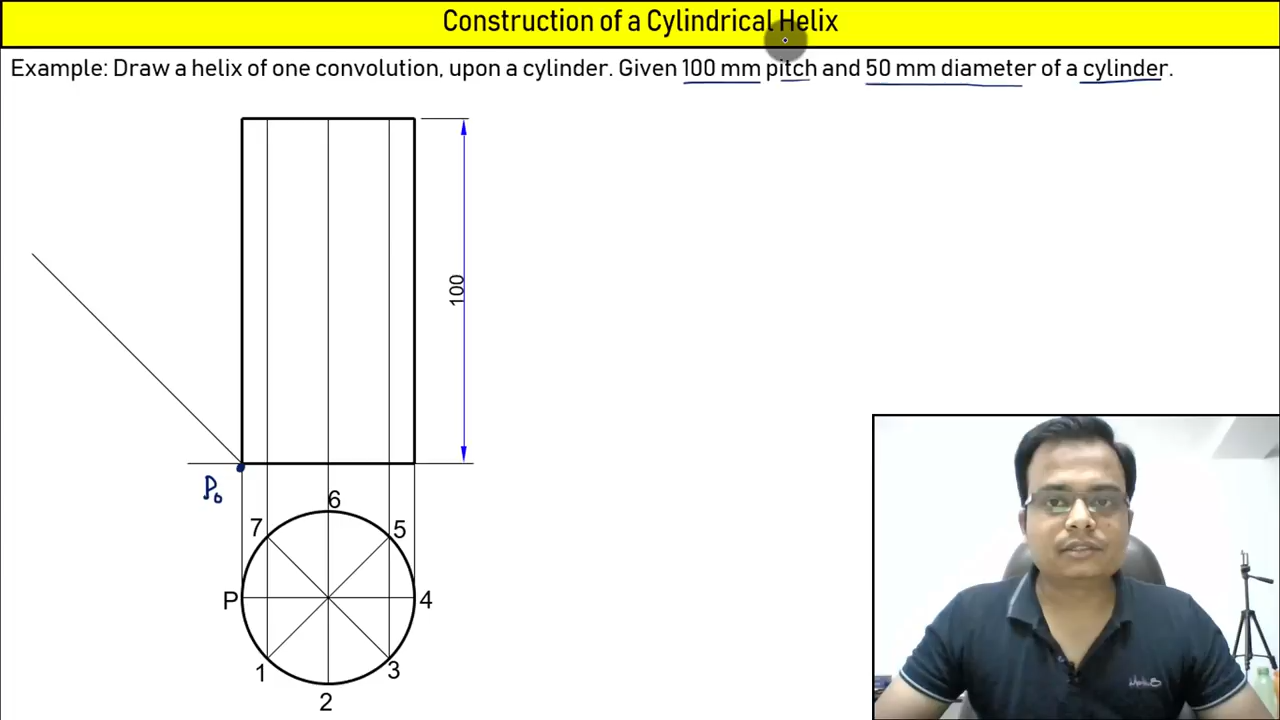 Construction of a Cylindrical Helix
Example: Draw a helix of one convolution, upon a cylinder. Given 100 mm pitch and 50 mm diameter of a cylinder.
100
P₀
6
7
5
P
4
1
3
2